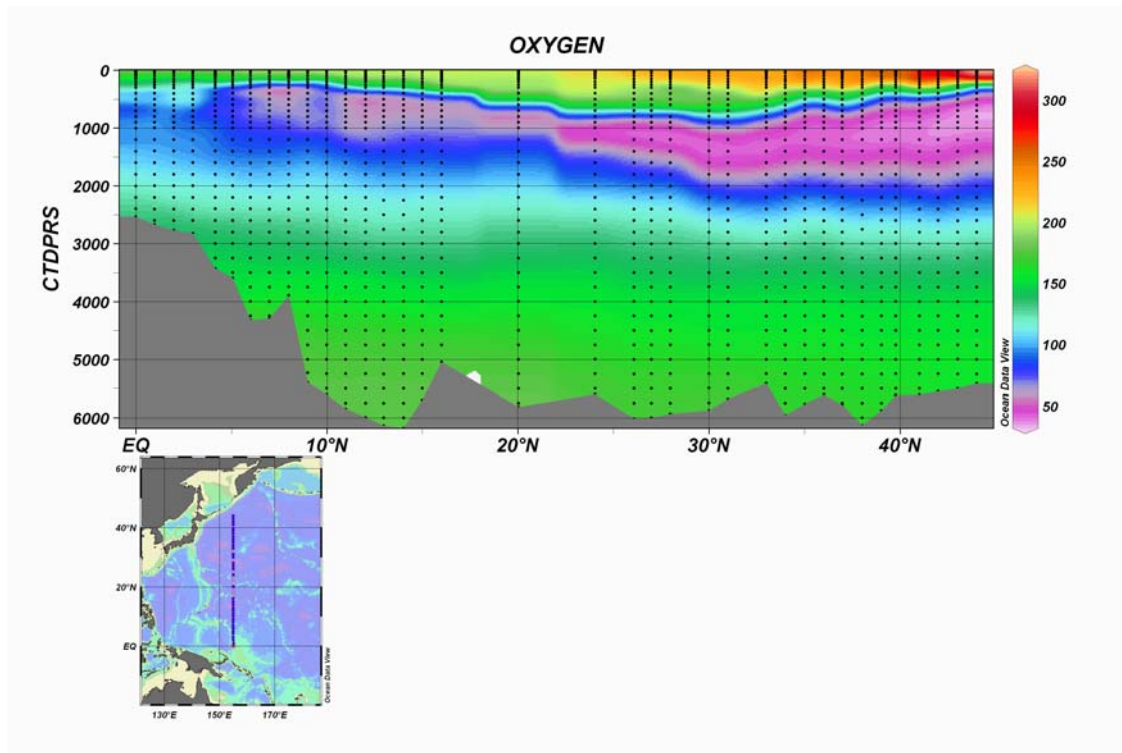 OXYGEN
0
1000
2000
3000
4000
5000
6000
CTDPRS
EQ 10°N 20°N 30°N 40°N
300
250
200
150
100
50
Ocean Data View
60°N
40°N
20°N
EQ
130°E 150°E 170°E
Ocean Data View